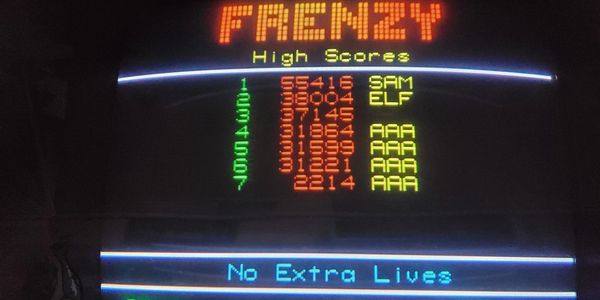 FRENZY
High Scores
1 55416 SAM
2 38004 ELF
3 37145
4 31864 AAA
5 31599 AAA
6 31221 AAA
7 2214 AAA
No Extra Lives